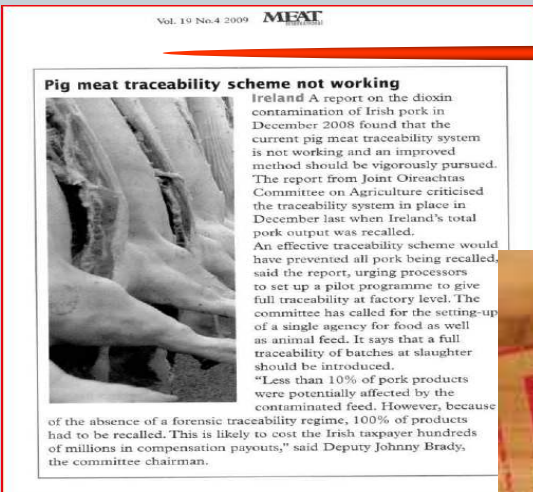 Vol. 19 No.4 2009 MEAT
INTERNATIONAL
Pig meat traceability scheme not working
Ireland A report on the dioxin
contamination of Irish pork in
December 2008 found that the
current pig meat traceability system
is not working and an improved
method should be vigorously pursued.
The report from Joint Oireachtas
Committee on Agriculture criticised
the traceability system in place in
December last when Ireland's total
pork output was recalled.
An effective traceability scheme would
have prevented all pork being recalled,
said the report, urging processors
to set up a pilot programme to give
full traceability at factory level. The
committee has called for the setting-up
of a single agency for food as well
as animal feed. It says that a full
traceability of batches at slaughter
should be introduced.
"Less than 10% of pork products
were potentially affected by the
contaminated feed. However, because
of the absence of a forensic traceability regime, 100% of products
had to be recalled. This is likely to cost the Irish taxpayer hundreds
of millions in compensation payouts," said Deputy Johnny Brady,
the committee chairman.